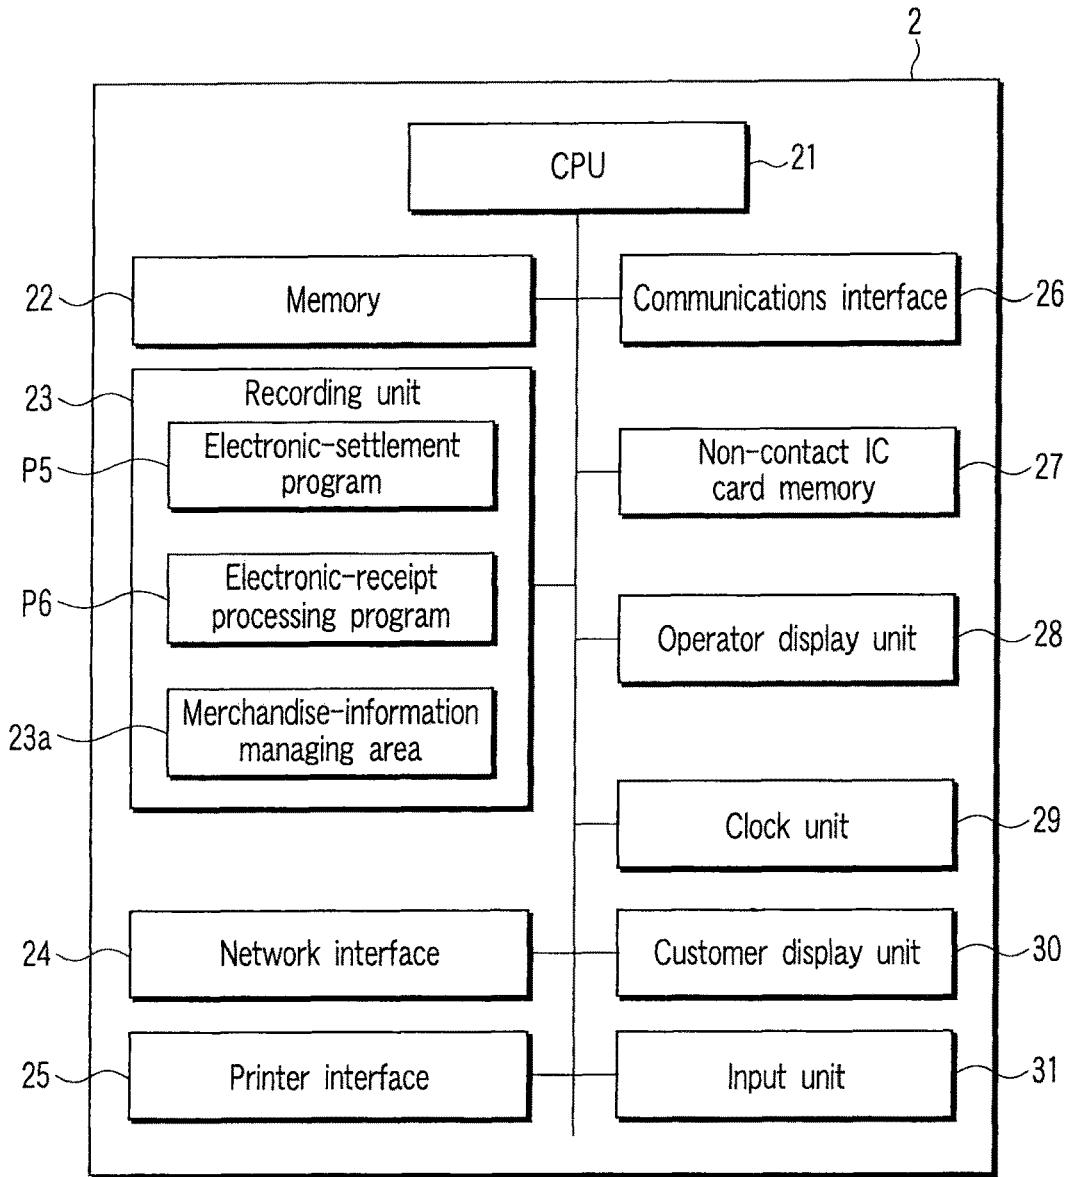 2
CPU
21
22
Memory
Communications interface
26
23
Recording unit
P5
Electronic-settlement
program
Non-contact IC
card memory
27
P6
Electronic-receipt
processing program
Operator display unit
28
23a
Merchandise-information
managing area
Clock unit
29
24
Network interface
Customer display unit
30
25
Printer interface
Input unit
31